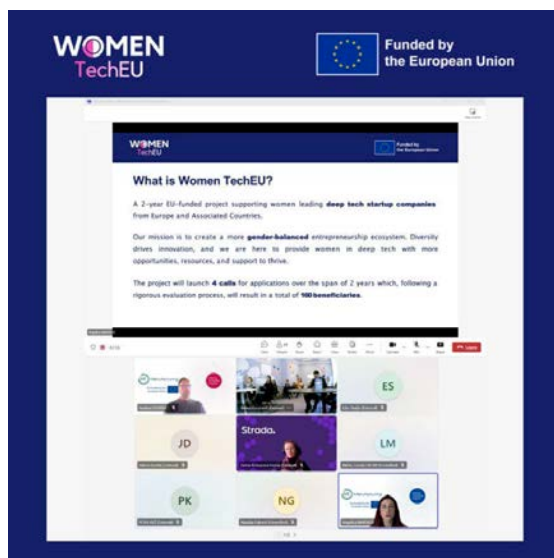 WOMEN
TechEU
Funded by
the European Union
WOMEN
TechEU
Funded by
the European Union
What is Women TechEU?
A 2-year EU-funded project supporting women leading deep tech startup companies
from Europe and Associated Countries.
Our mission is to create a more gender-balanced entrepreneurship ecosystem. Diversity
drives innovation, and we are here to provide women in deep tech with more
opportunities, resources, and support to thrive.
The project will launch 4 calls for applications over the span of 2 years which, following a
rigorous evaluation process, will result in a total of 160 beneficiaries.
Leave
ES
JD
Strada.
LM
PK
NG